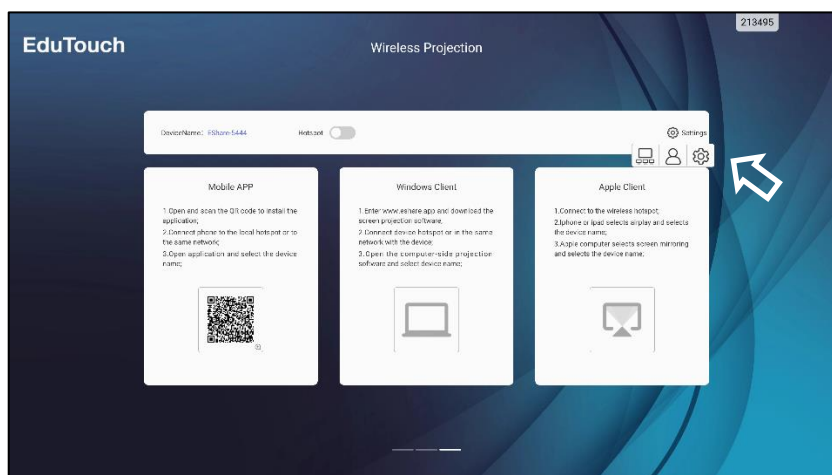 213495
EduTouch
Wireless Projection
DeviceName: EShare-5444 Hotspot Settings
Mobile APP
1.Open and scan the QR code to install the
application;
2.Connect phone to the local hotspot or to
the same network;
3.Open application and select the device
name;
Windows Client
1.Enter www.eshare.app and download the
screen projection software;
2.Connect device hotspot or in the same
network with the device;
3.Open the computer-side projection
software and select device name;
Apple Client
1.Connect to the wireless hotspot;
2.Iphone or ipad selects airplay and selects
the device name;
3.Apple computer selects screen mirroring
and selects the device name;